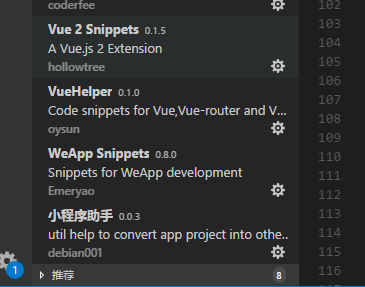 coderfee
Vue 2 Snippets 0.1.5
A Vue.js 2 Extension
hollowtree
VueHelper 0.1.0
Code snippets for Vue,Vue-router and V...
oysun
WeApp Snippets 0.8.0
Snippets for WeApp development
Emeryao
小程序助手 0.0.3
util help to convert app project into othe..
debian001
推荐 8
1
102
103
104
105
106
107
108
109
110
111
112
113
114
115
116
117